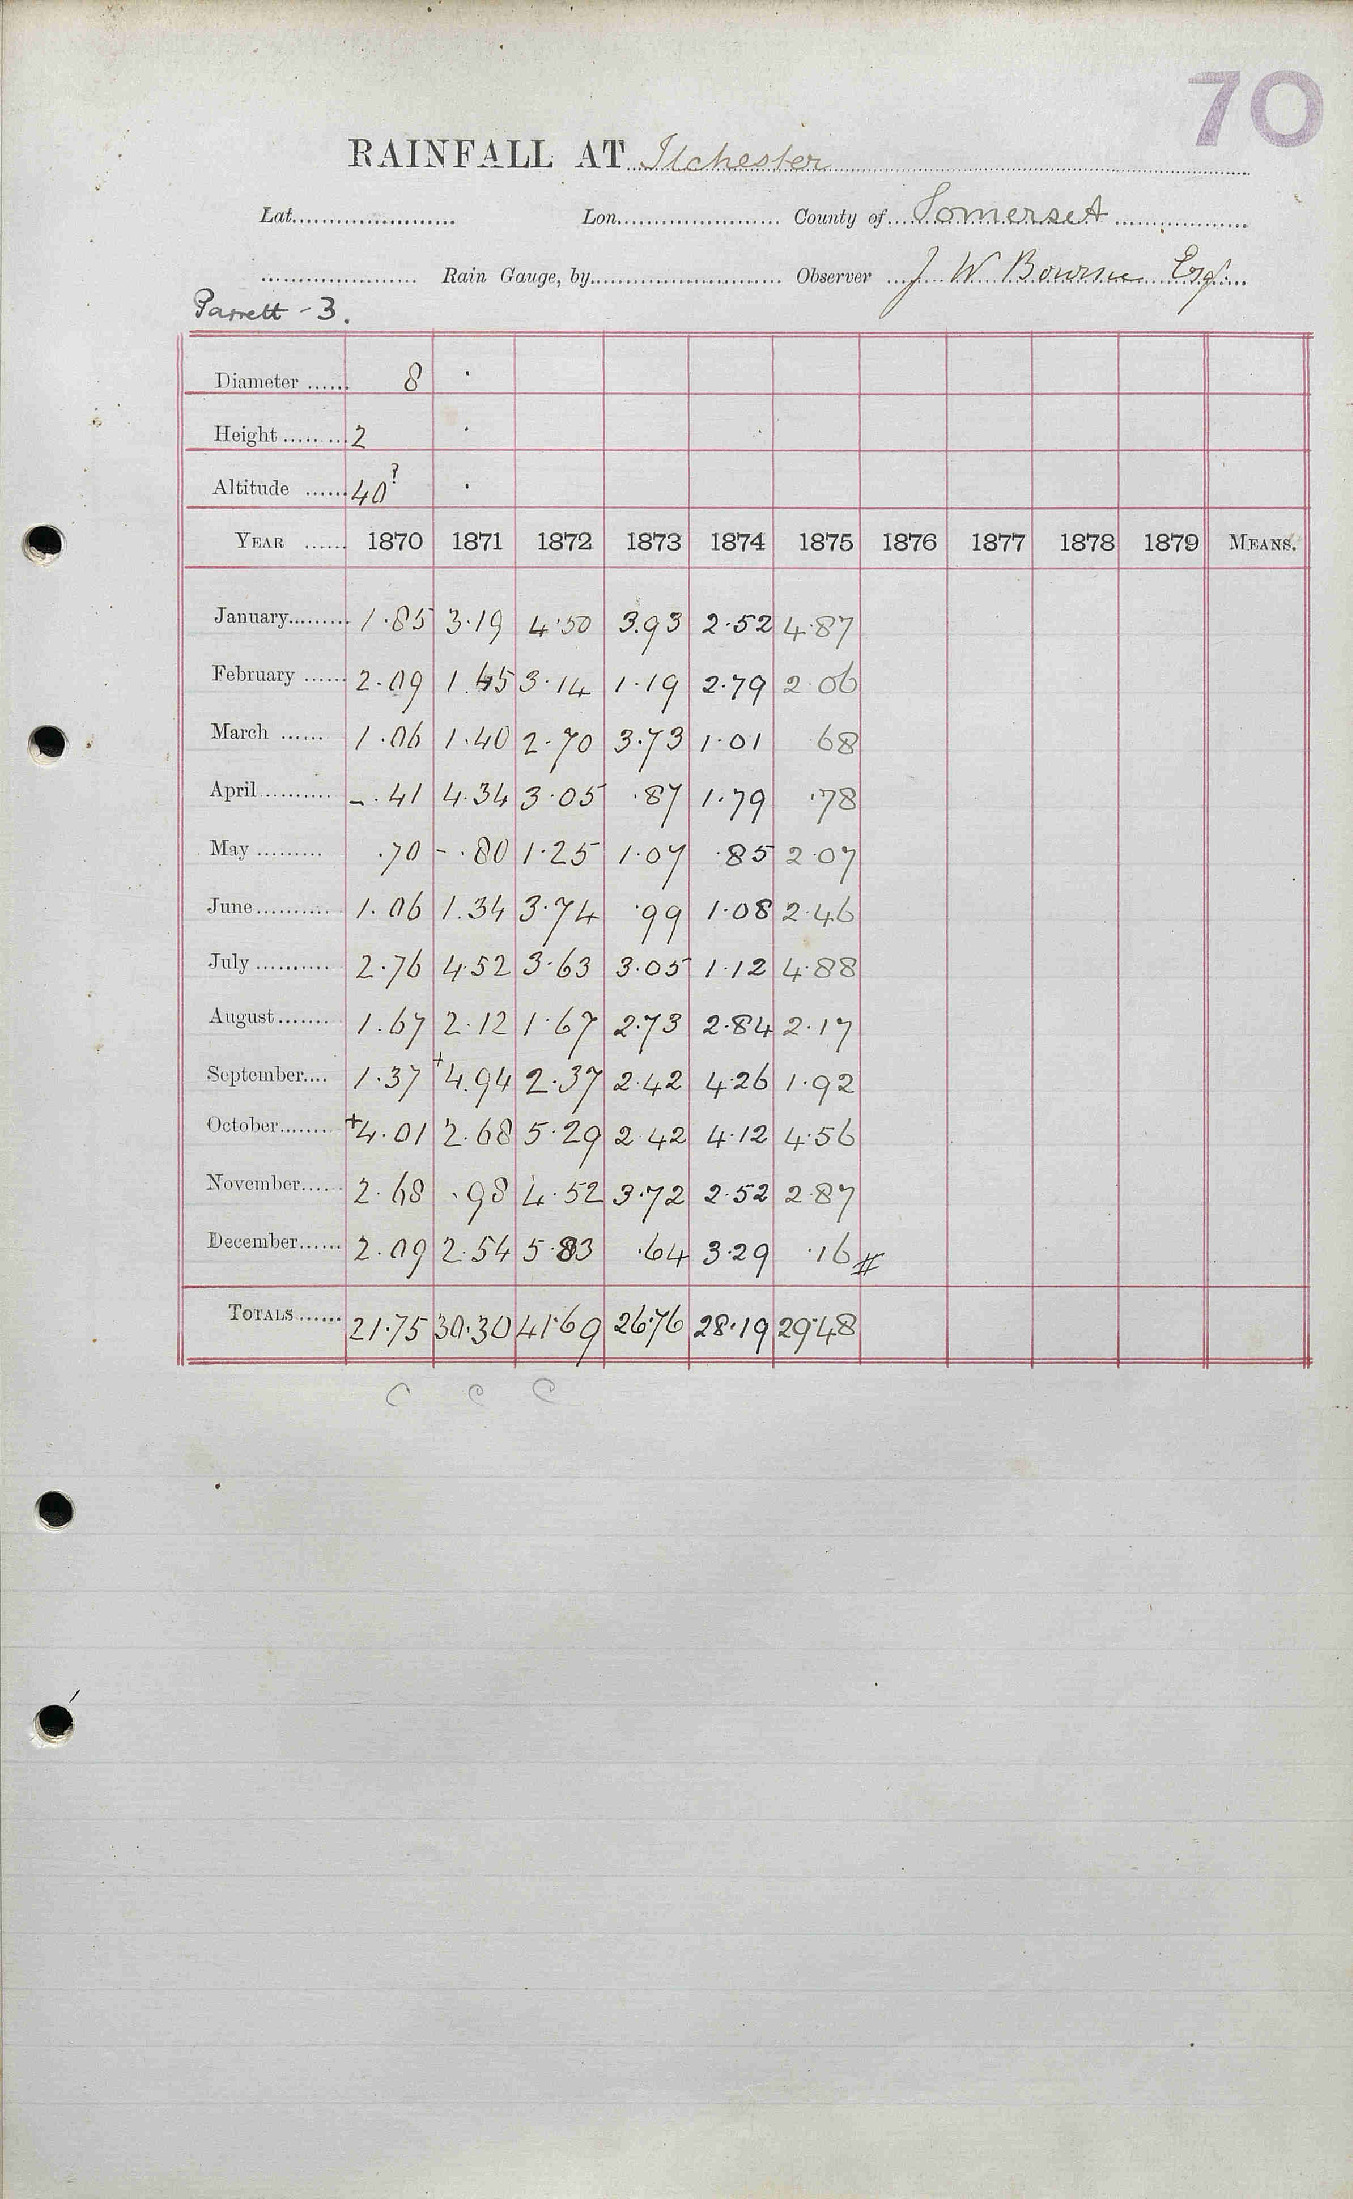 70
RAINFALL AT Ilchester
Lat. Lon. County of Somerset
Rain Gauge, by Observer J. W. Bourne Esq.
Parrett - 3.
Diameter 8
Height 2
Altitude 40?
YEAR 1870 1871 1872 1873 1874 1875 1876 1877 1878 1879 MEANS.
January 1.85 3.19 4.50 3.93 2.52 4.87
February 2.09 1.45 3.14 1.19 2.79 2.06
March 1.06 1.40 2.70 3.73 1.01 68
April -.41 4.34 3.05 .87 1.79 .78
May .70 -.80 1.25 1.07 .85 2.07
June 1.06 1.34 3.74 .99 1.08 2.46
July 2.76 4.52 3.63 3.05 1.12 4.88
August 1.67 2.12 1.67 2.73 2.84 2.17
September 1.37 +4.94 2.37 2.42 4.26 1.92
October +4.01 2.68 5.29 2.42 4.12 4.56
November 2.68 .98 4.52 3.72 2.52 2.87
December 2.09 2.54 5.83 .64 3.29 .16 #
TOTALS 21.75 30.30 41.69 26.76 28.19 29.48
C C C